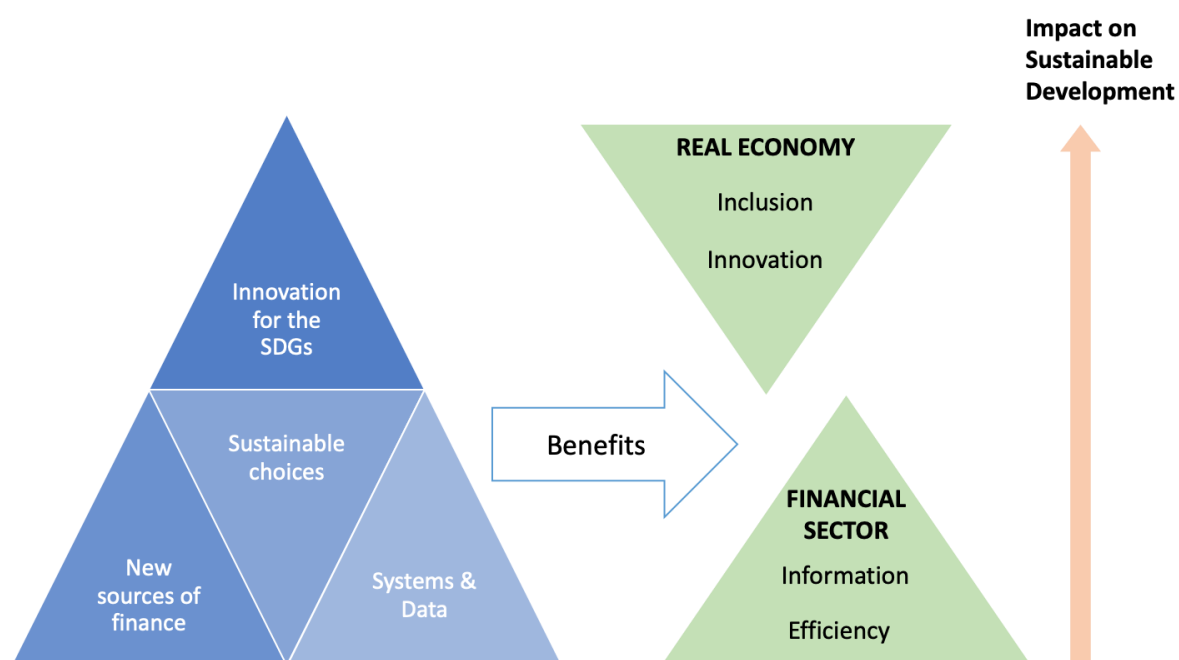 Impact on
Sustainable
Development
REAL ECONOMY
Inclusion
Innovation
Innovation
for the
SDGs
Sustainable
choices
Benefits
New
sources of
finance
Systems &
Data
FINANCIAL
SECTOR
Information
Efficiency